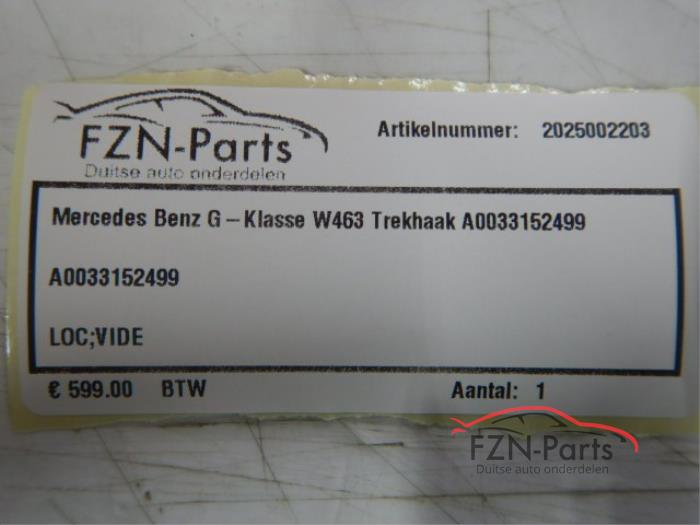 FZN-Parts
Duitse auto onderdelen
Artikelnummer: 2025002203
Mercedes Benz G – Klasse W463 Trekhaak A0033152499
A0033152499
LOC;VIDE
€ 599.00 BTW Aantal: 1
FZN-Parts
Duitse auto onderdelen